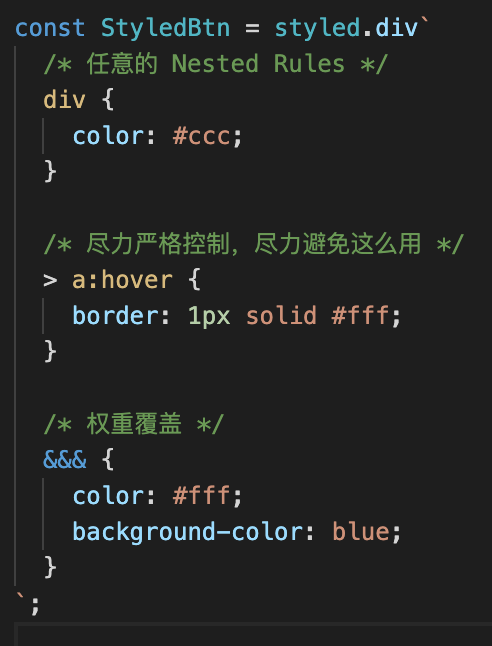 const StyledBtn = styled.div`
  /* 任意的 Nested Rules */
  div {
    color: #ccc;
  }

  /* 尽力严格控制，尽力避免这么用 */
  > a:hover {
    border: 1px solid #fff;
  }

  /* 权重覆盖 */
  &&& {
    color: #fff;
    background-color: blue;
  }
`;